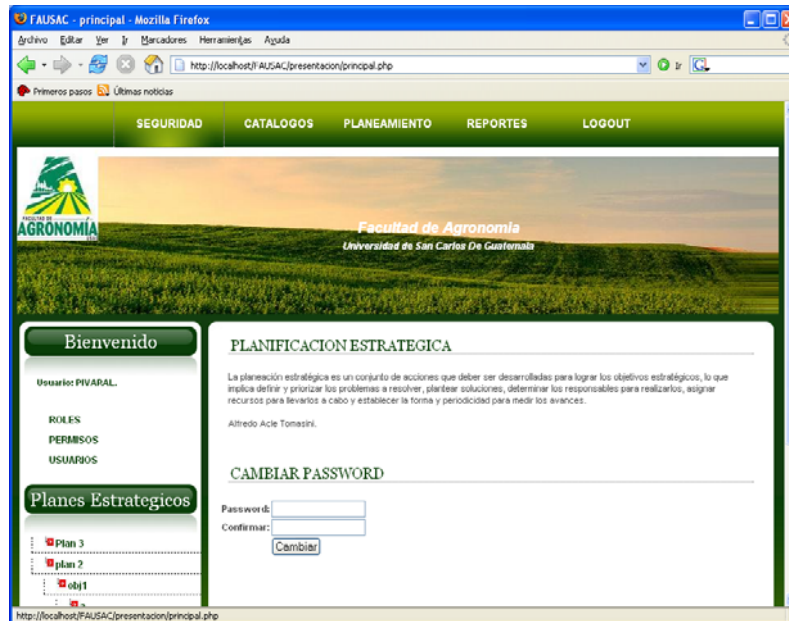 FAUSAC - principal - Mozilla Firefox
Archivo Editar Ver Ir Marcadores Herramientas Ayuda
http://localhost/FAUSAC/presentacion/principal.php
Ir
Primeros pasos Últimas noticias
SEGURIDAD CATALOGOS PLANEAMIENTO REPORTES LOGOUT
FACULTAD DE
AGRONOMÍA
Facultad de Agronomia
Universidad de San Carlos De Guatemala
Bienvenido
Usuario: PIVARAL.
ROLES
PERMISOS
USUARIOS
Planes Estrategicos
Plan 3
plan 2
obj1
PLANIFICACION ESTRATEGICA
La planeación estratégica es un conjunto de acciones que deber ser desarrolladas para lograr los objetivos estratégicos, lo que
implica definir y priorizar los problemas a resolver, plantear soluciones, determinar los responsables para realizarlos, asignar
recursos para llevarlos a cabo y establecer la forma y periodicidad para medir los avances.
Alfredo Acle Tomasini.
CAMBIAR PASSWORD
Password:
Confirmar:
Cambiar
http://localhost/FAUSAC/presentacion/principal.php